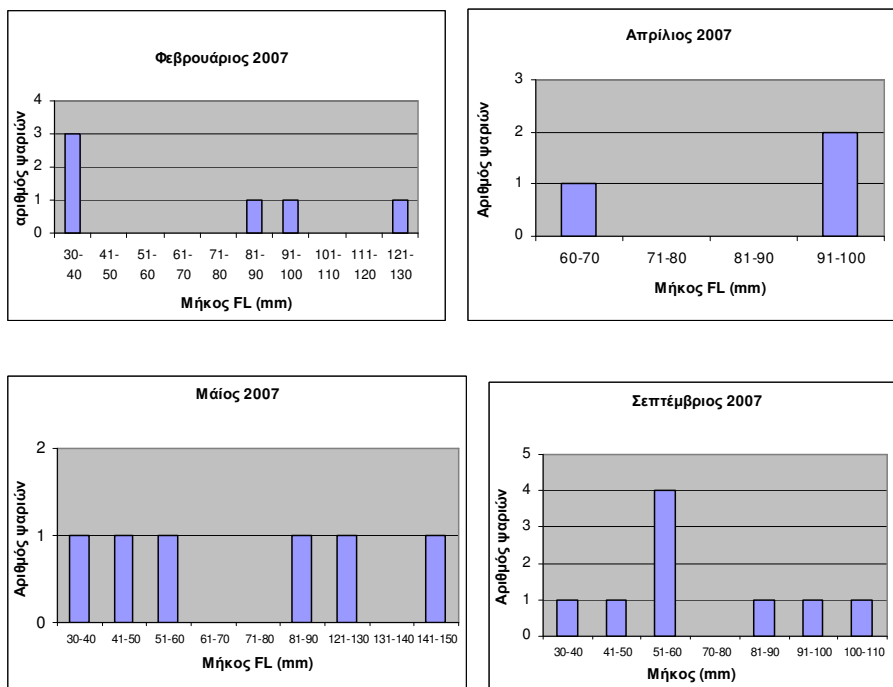 Φεβρουάριος 2007
αριθμός ψαριών
4
3
2
1
0
30-40 41-50 51-60 61-70 71-80 81-90 91-100 101-110 111-120 121-130
Μήκος FL (mm)
Απρίλιος 2007
Αριθμός ψαριών
3
2
1
0
60-70 71-80 81-90 91-100
Μήκος FL (mm)
Μάίος 2007
Αριθμός ψαριών
2
1
0
30-40 41-50 51-60 61-70 71-80 81-90 121-130 131-140 141-150
Μήκος FL (mm)
Σεπτέμβριος 2007
Αριθμός ψαριών
5
4
3
2
1
0
30-40 41-50 51-60 70-80 81-90 91-100 100-110
Μήκος (mm)